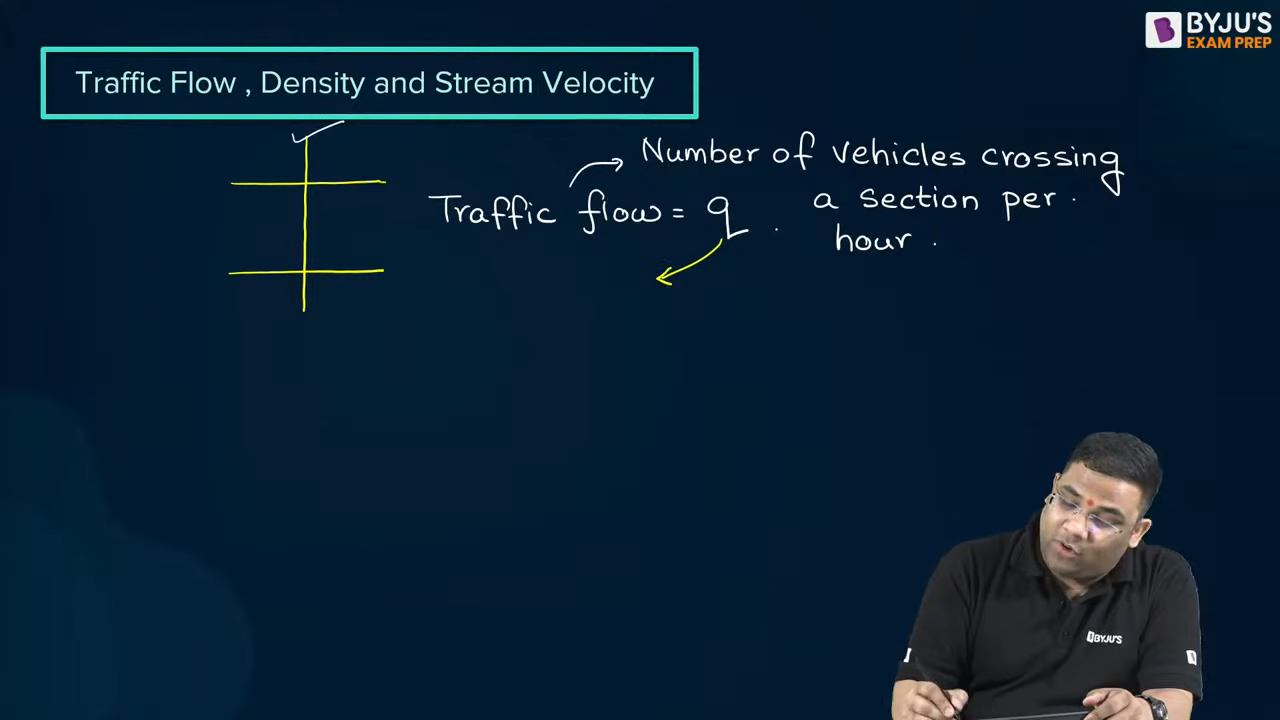 BYJU'S
EXAM PREP
Traffic Flow , Density and Stream Velocity
Number of vehicles crossing
a section per
hour .
Traffic flow = q
BYJU'S